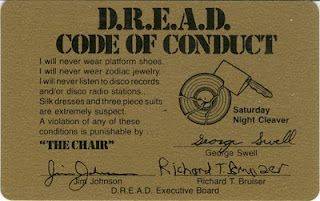 D.R.E.A.D.
CODE OF CONDUCT
I will never wear platform shoes.
I will never wear zodiac jewelry.
I will never listen to disco records
and/or disco radio stations..
Silk dresses and three piece suits
are extremely suspect.
A violation of any of these
conditions is punishable by
"THE CHAIR"
Saturday
Night Cleaver
George Swell
George Swell
Jim Johnson
Jim Johnson
Richard T. Bruiser
Richard T. Bruiser
D.R.E.A.D. Executive Board